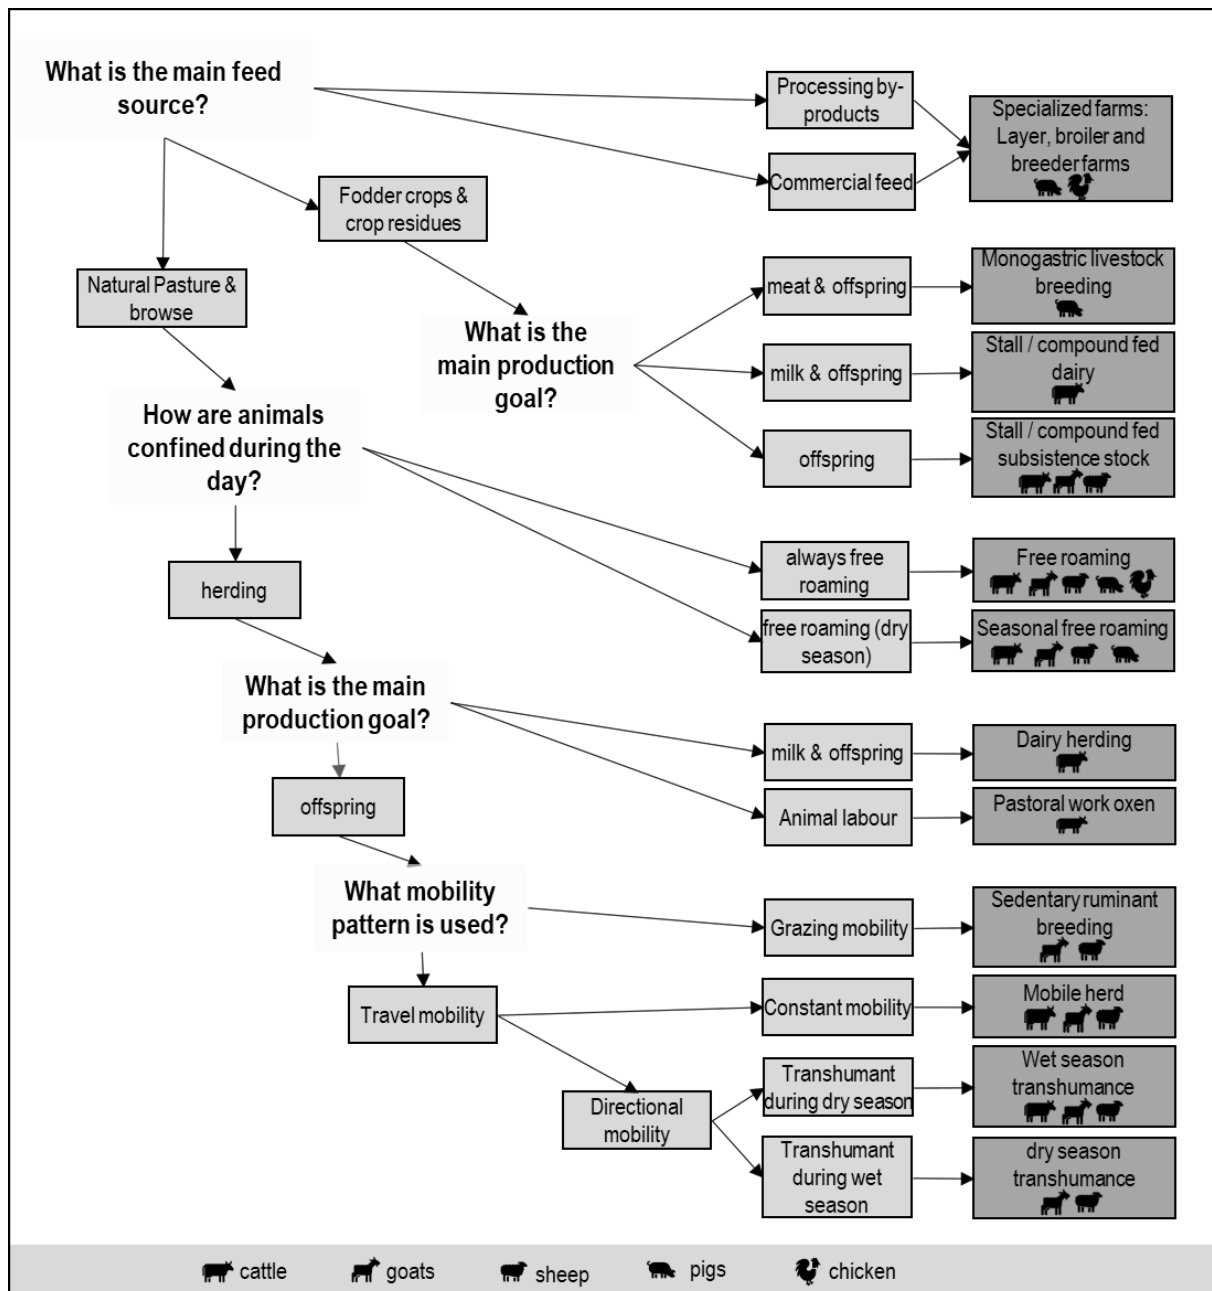 What is the main feed
source?
Processing by-
products
Specialized farms:
Layer, broiler and
breeder farms
Commercial feed
Fodder crops &
crop residues
Natural Pasture &
browse
What is the
main production
goal?
meat & offspring
Monogastric livestock
breeding
milk & offspring
Stall / compound fed
dairy
offspring
Stall / compound fed
subsistence stock
How are animals
confined during the
day?
herding
always free
roaming
Free roaming
free roaming (dry
season)
Seasonal free roaming
What is the main
production goal?
milk & offspring
Dairy herding
Animal labour
Pastoral work oxen
offspring
What mobility
pattern is used?
Grazing mobility
Sedentary ruminant
breeding
Travel mobility
Constant mobility
Mobile herd
Directional
mobility
Transhumant
during dry season
Wet season
transhumance
Transhumant
during wet
season
dry season
transhumance
cattle
goats
sheep
pigs
chicken